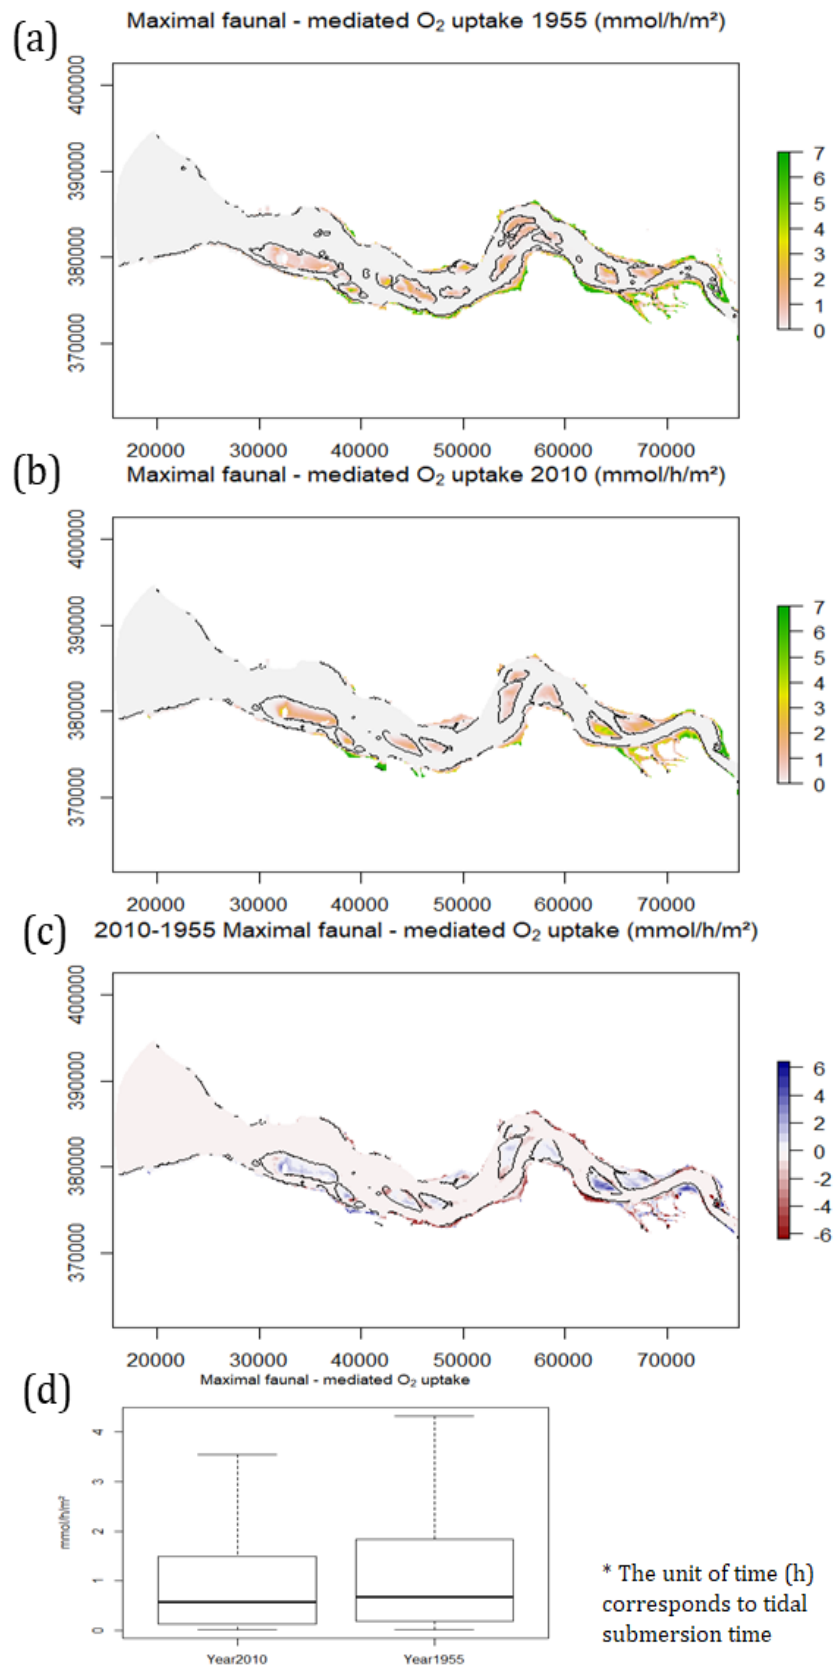 (a)
Maximal faunal - mediated O₂ uptake 1955 (mmol/h/m²)
400000
390000
380000
370000
7
6
5
4
3
2
1
0
20000 30000 40000 50000 60000 70000
(b)
Maximal faunal - mediated O₂ uptake 2010 (mmol/h/m²)
400000
390000
380000
370000
7
6
5
4
3
2
1
0
20000 30000 40000 50000 60000 70000
(c)
2010-1955 Maximal faunal - mediated O₂ uptake (mmol/h/m²)
400000
390000
380000
370000
6
4
2
0
-2
-4
-6
20000 30000 40000 50000 60000 70000
(d)
Maximal faunal - mediated O₂ uptake
mmol/h/m²
4
3
2
1
0
Year2010 Year1955
* The unit of time (h)
corresponds to tidal
submersion time